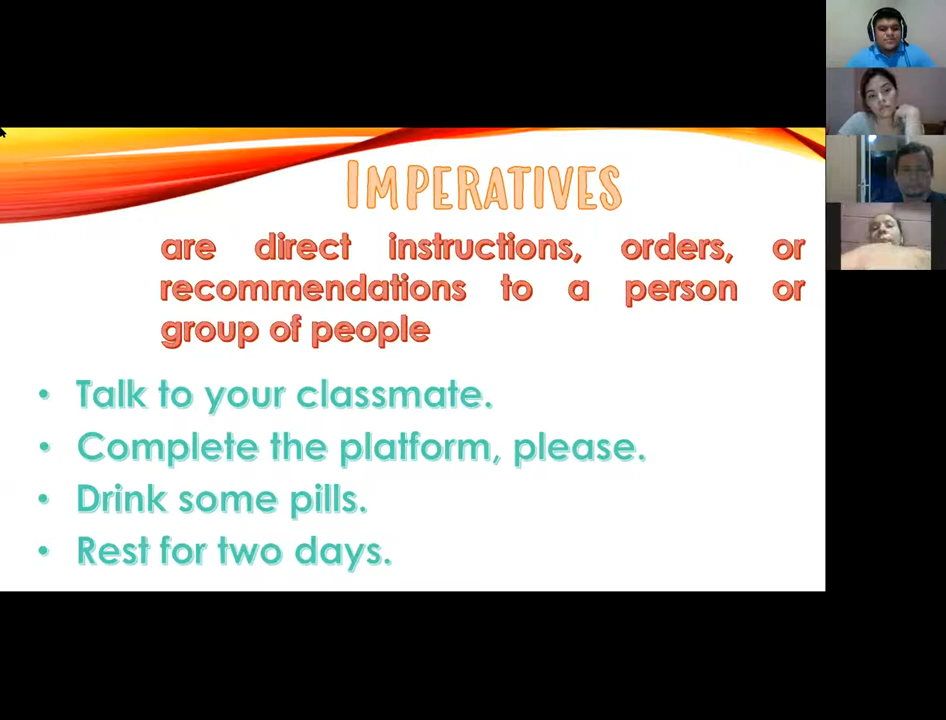 IMPERATIVES
are direct instructions, orders, or
recommendations to a person or
group of people
• Talk to your classmate.
• Complete the platform, please.
• Drink some pills.
• Rest for two days.